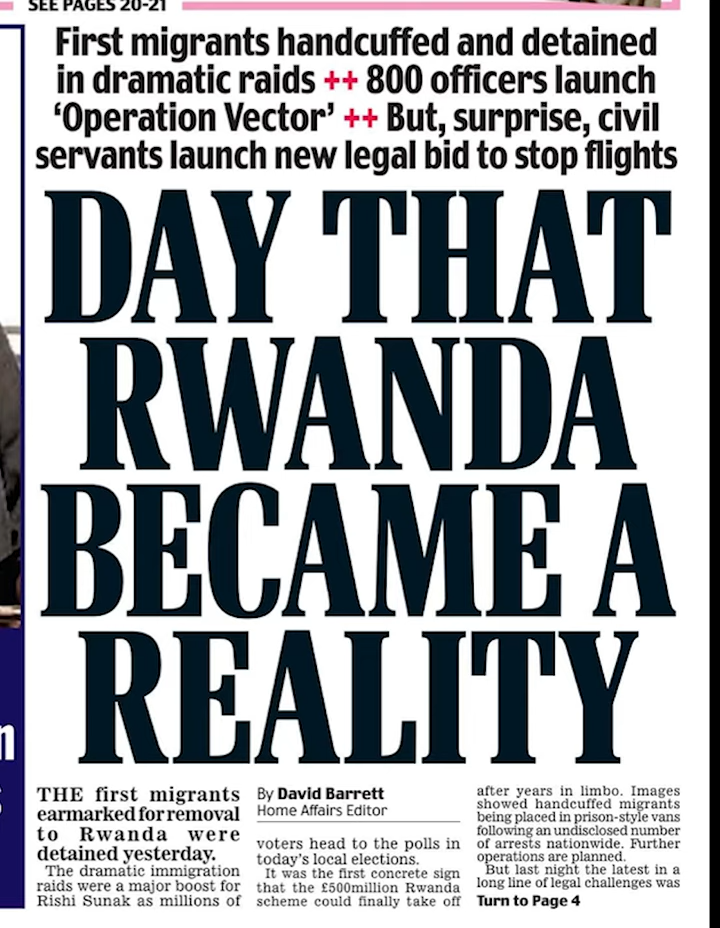 SEE PAGES 20-21
First migrants handcuffed and detained
in dramatic raids ++ 800 officers launch
‘Operation Vector’ ++ But, surprise, civil
servants launch new legal bid to stop flights
DAY THAT
RWANDA
BECAME A
REALITY
THE first migrants
earmarked for removal
to Rwanda were
detained yesterday.
The dramatic immigration
raids were a major boost for
Rishi Sunak as millions of
By David Barrett
Home Affairs Editor
voters head to the polls in
today's local elections.
It was the first concrete sign
that the £500million Rwanda
scheme could finally take off
after years in limbo. Images
showed handcuffed migrants
being placed in prison-style vans
following an undisclosed number
of arrests nationwide. Further
operations are planned.
But last night the latest in a
long line of legal challenges was
Turn to Page 4